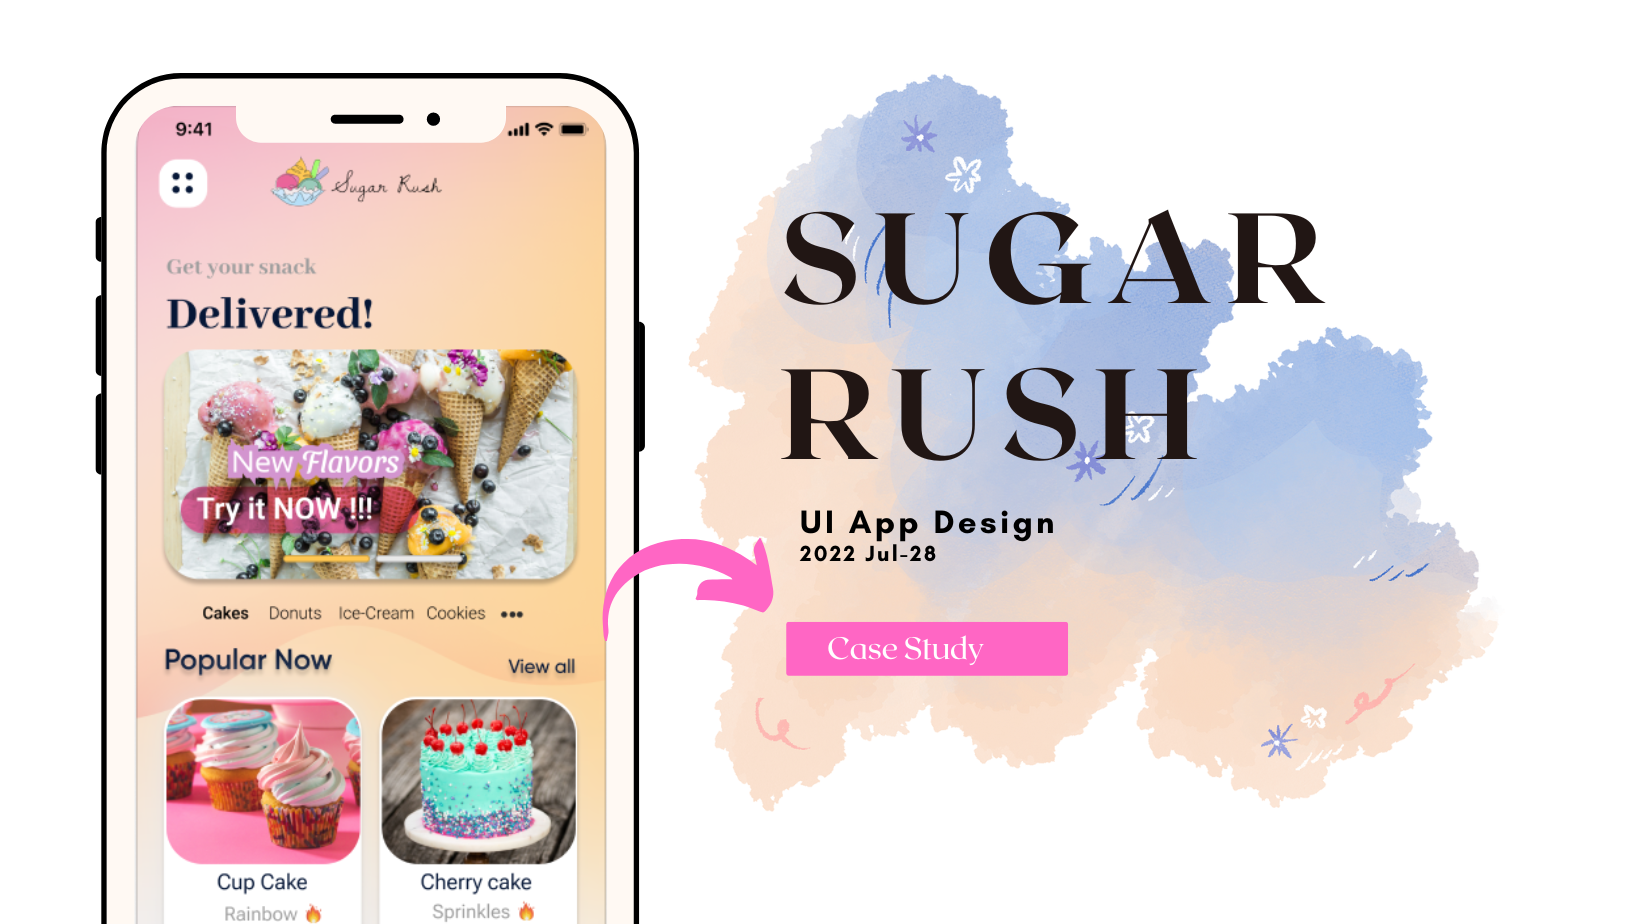 9:41
Sugar Rush
Get your snack
Delivered!
New Flavors
Try it NOW !!!
Cakes Donuts Ice-Cream Cookies •••
Popular Now View all
Cup Cake
Rainbow 🔥
Cherry cake
Sprinkles 🔥
SUGAR
RUSH
UI App Design
2022 Jul-28
Case Study